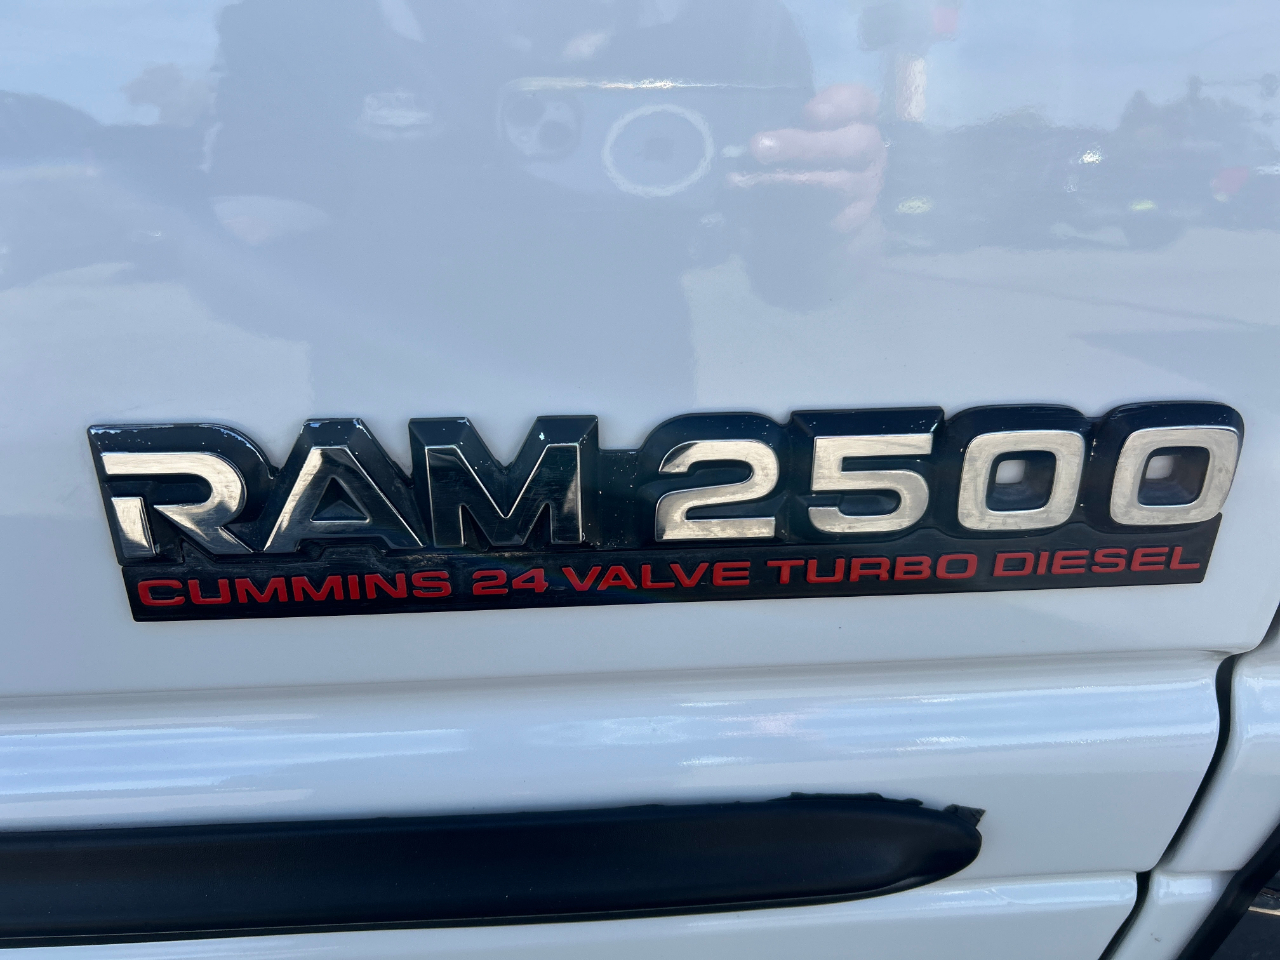 RAM 2500
CUMMINS 24 VALVE TURBO DIESEL